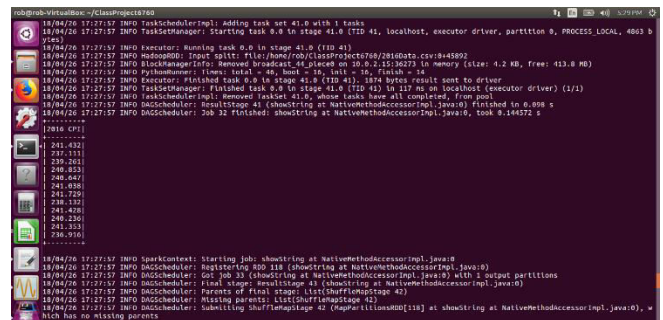 rob@rob-VirtualBox: ~/ClassProject6760
5:29 PM
18/04/26 17:27:57 INFO TaskSchedulerImpl: Adding task set 41.0 with 1 tasks
18/04/26 17:27:57 INFO TaskSetManager: Starting task 0.0 in stage 41.0 (TID 41, localhost, executor driver, partition 0, PROCESS_LOCAL, 4863 b
ytes)
18/04/26 17:27:57 INFO Executor: Running task 0.0 in stage 41.0 (TID 41)
18/04/26 17:27:57 INFO HadoopRDD: Input split: file:/home/rob/ClassProject6760/2016Data.csv:0+45892
18/04/26 17:27:57 INFO BlockManagerInfo: Removed broadcast_44_piece0 on 10.0.2.15:36273 in memory (size: 4.2 KB, free: 413.8 MB)
18/04/26 17:27:57 INFO PythonRunner: Times: total = 46, boot = 16, init = 16, finish = 14
18/04/26 17:27:57 INFO Executor: Finished task 0.0 in stage 41.0 (TID 41). 1874 bytes result sent to driver
18/04/26 17:27:57 INFO TaskSetManager: Finished task 0.0 in stage 41.0 (TID 41) in 117 ms on localhost (executor driver) (1/1)
18/04/26 17:27:57 INFO TaskSchedulerImpl: Removed TaskSet 41.0, whose tasks have all completed, from pool
18/04/26 17:27:57 INFO DAGScheduler: ResultStage 41 (showString at NativeMethodAccessorImpl.java:0) finished in 0.098 s
18/04/26 17:27:57 INFO DAGScheduler: Job 32 finished: showString at NativeMethodAccessorImpl.java:0, took 0.144572 s
+--------+
|2016 CPI|
+--------+
| 241.432|
| 237.111|
| 239.261|
| 240.853|
| 240.647|
| 241.038|
| 241.729|
| 238.132|
| 241.428|
| 240.236|
| 241.353|
| 236.916|
+--------+
18/04/26 17:27:57 INFO SparkContext: Starting job: showString at NativeMethodAccessorImpl.java:0
18/04/26 17:27:57 INFO DAGScheduler: Registering RDD 118 (showString at NativeMethodAccessorImpl.java:0)
18/04/26 17:27:57 INFO DAGScheduler: Got job 33 (showString at NativeMethodAccessorImpl.java:0) with 1 output partitions
18/04/26 17:27:57 INFO DAGScheduler: Final stage: ResultStage 43 (showString at NativeMethodAccessorImpl.java:0)
18/04/26 17:27:57 INFO DAGScheduler: Parents of final stage: List(ShuffleMapStage 42)
18/04/26 17:27:57 INFO DAGScheduler: Missing parents: List(ShuffleMapStage 42)
18/04/26 17:27:57 INFO DAGScheduler: Submitting ShuffleMapStage 42 (MapPartitionsRDD[118] at showString at NativeMethodAccessorImpl.java:0), w
hich has no missing parents